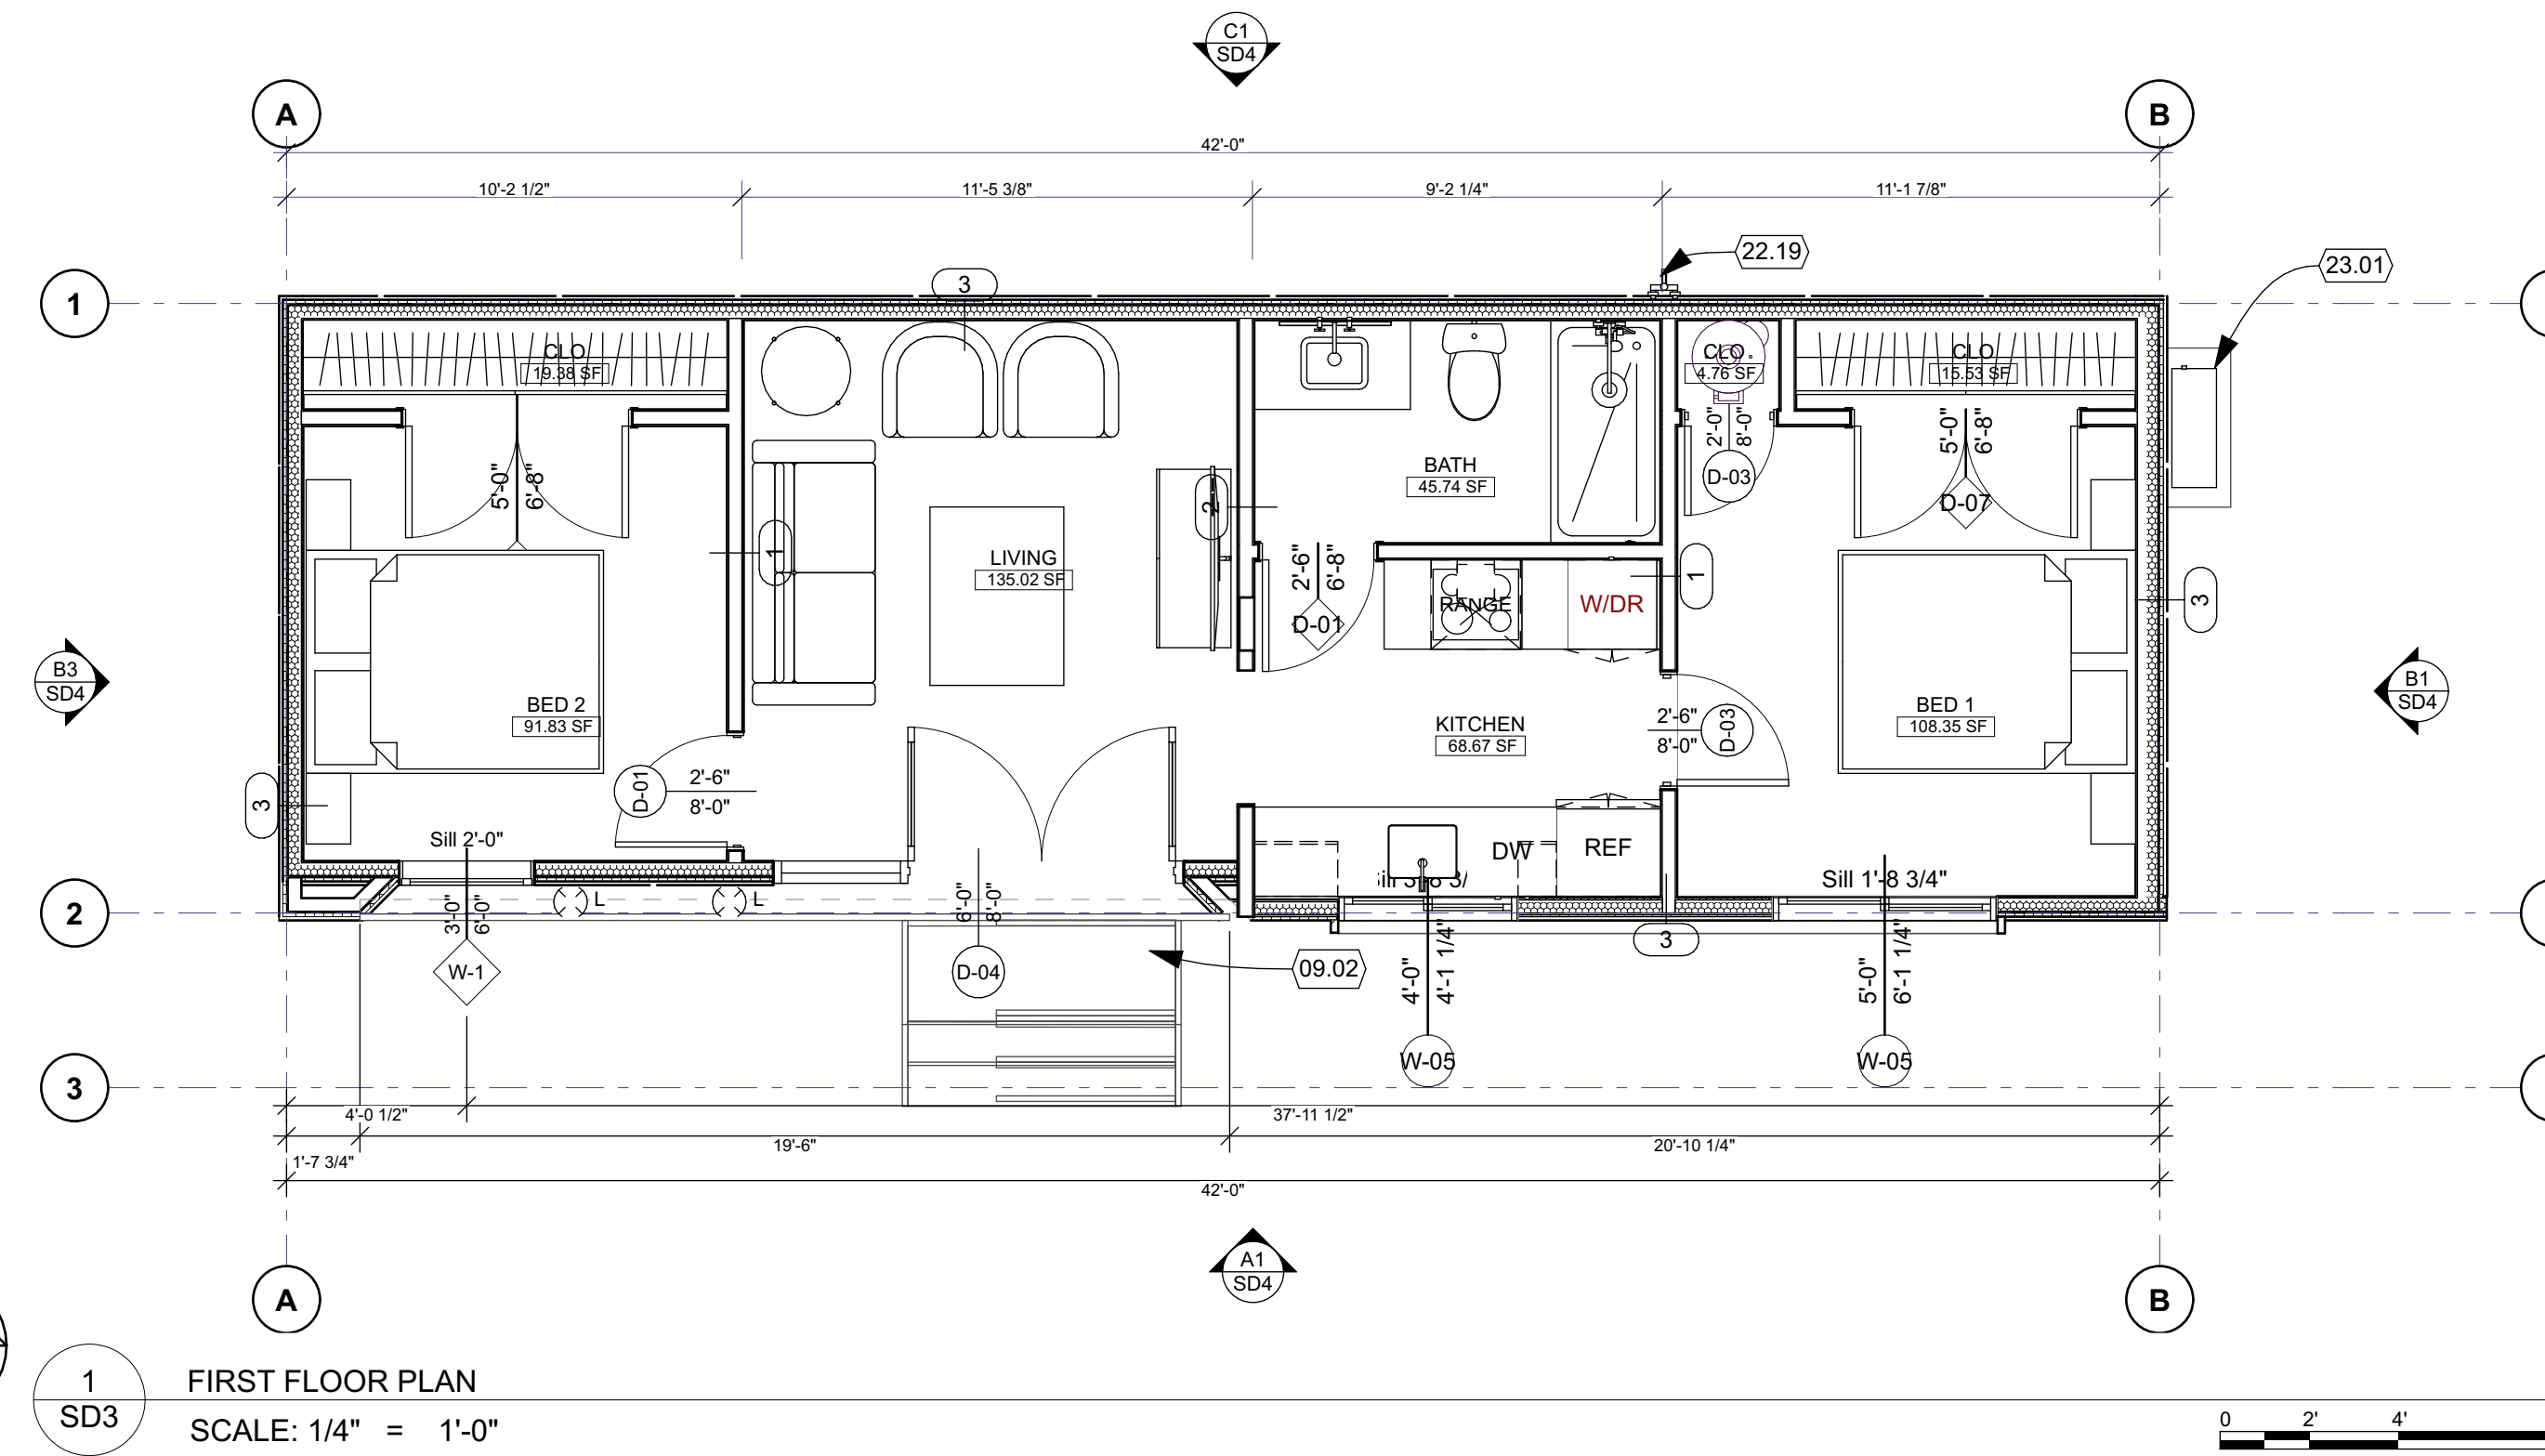 C1
SD4
A
B
42'-0"
10'-2 1/2"
11'-5 3/8"
9'-2 1/4"
11'-1 7/8"
22.19
23.01
1
3
CLO
19.38 SF
CLO
4.76 SF
CLO
15.53 SF
2'-0"
8'-0"
D-03
5'-0"
6'-8"
5'-0"
6'-8"
D-07
BATH
45.74 SF
2
1
LIVING
135.02 SF
2'-6"
6'-8"
D-01
RANGE
W/DR
1
3
B3
SD4
B1
SD4
BED 2
91.83 SF
KITCHEN
68.67 SF
2'-6"
8'-0"
D-03
BED 1
108.35 SF
D-01
2'-6"
8'-0"
3
Sill 2'-0"
DW
REF
Sill 1'-8 3/4"
L
L
2
3'-0"
6'-0"
W-1
6'-0"
8'-0"
D-04
09.02
3
4'-0"
4'-1 1/4"
W-05
5'-0"
6'-1 1/4"
W-05
3
4'-0 1/2"
37'-11 1/2"
19'-6"
20'-10 1/4"
1'-7 3/4"
42'-0"
A1
SD4
A
B
1
SD3
FIRST FLOOR PLAN
SCALE: 1/4" = 1'-0"
0 2' 4'